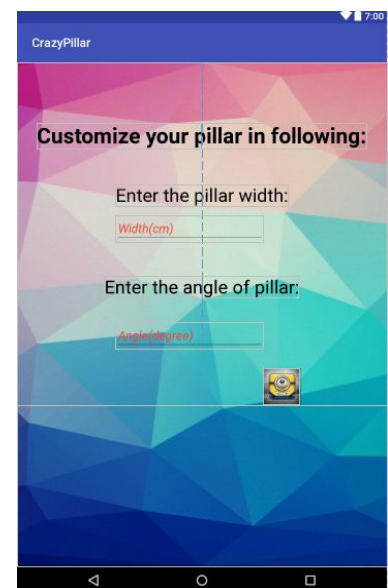 7:00
CrazyPillar
Customize your pillar in following:
Enter the pillar width:
Width(cm)
Enter the angle of pillar:
Angle(degree)